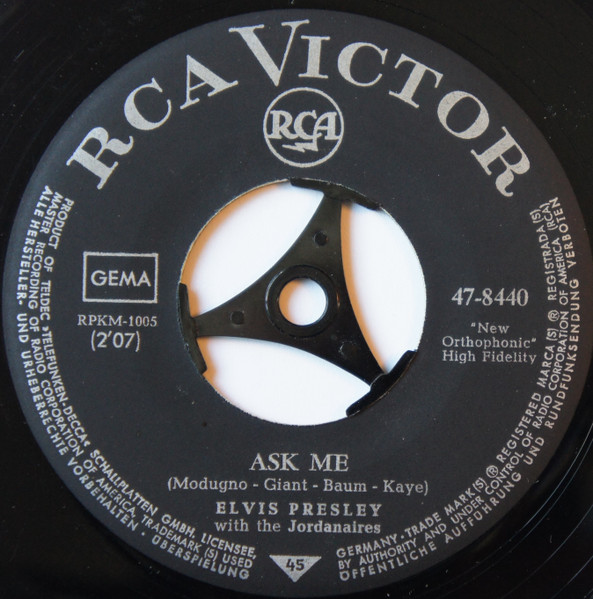 RCA VICTOR
RCA
GEMA
RPKM-1005
(2'07)
47-8440
"New
Orthophonic"
High Fidelity
ASK ME
(Modugno - Giant - Baum - Kaye)
ELVIS PRESLEY
with the Jordanaires
45
PRODUCT OF TELDEC »TELEFUNKEN-DECCA« SCHALLPLATTEN GMBH. LICENSEE,
MASTER RECORDING OF RADIO CORPORATION OF AMERICA, TRADEMARK (S) USED
ALLE HERSTELLER- UND URHEBERRECHTE VORBEHALTEN · ÜBERSPIELUNG
GERMANY · TRADE MARK(S) ® REGISTERED MARCA(S) ® REGISTRADA(S)
BY AUTHORITY AND UNDER CONTROL OF RADIO CORPORATION OF AMERICA (RCA)
ÖFFENTLICHE AUFFÜHRUNG UND RUNDFUNKSENDUNG VERBOTEN